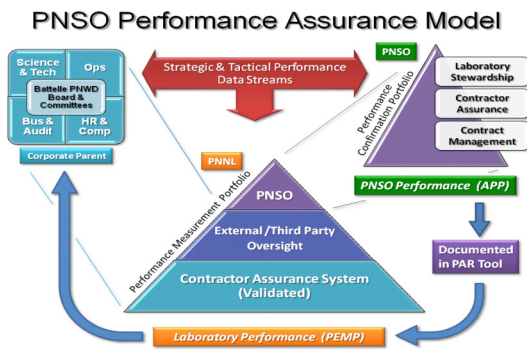 PNSO Performance Assurance Model
Science
& Tech
Ops
Battelle PNWD
Board &
Committees
Bus &
Audit
HR &
Comp
Corporate Parent
Strategic & Tactical Performance
Data Streams
PNSO
Performance
Confirmation Portfolio
Laboratory
Stewardship
Contractor
Assurance
Contract
Management
PNSO Performance (APP)
PNNL
Performance Measurement Portfolio
PNSO
External /Third Party
Oversight
Contractor Assurance System
(Validated)
Documented
in PAR Tool
Laboratory Performance (PEMP)